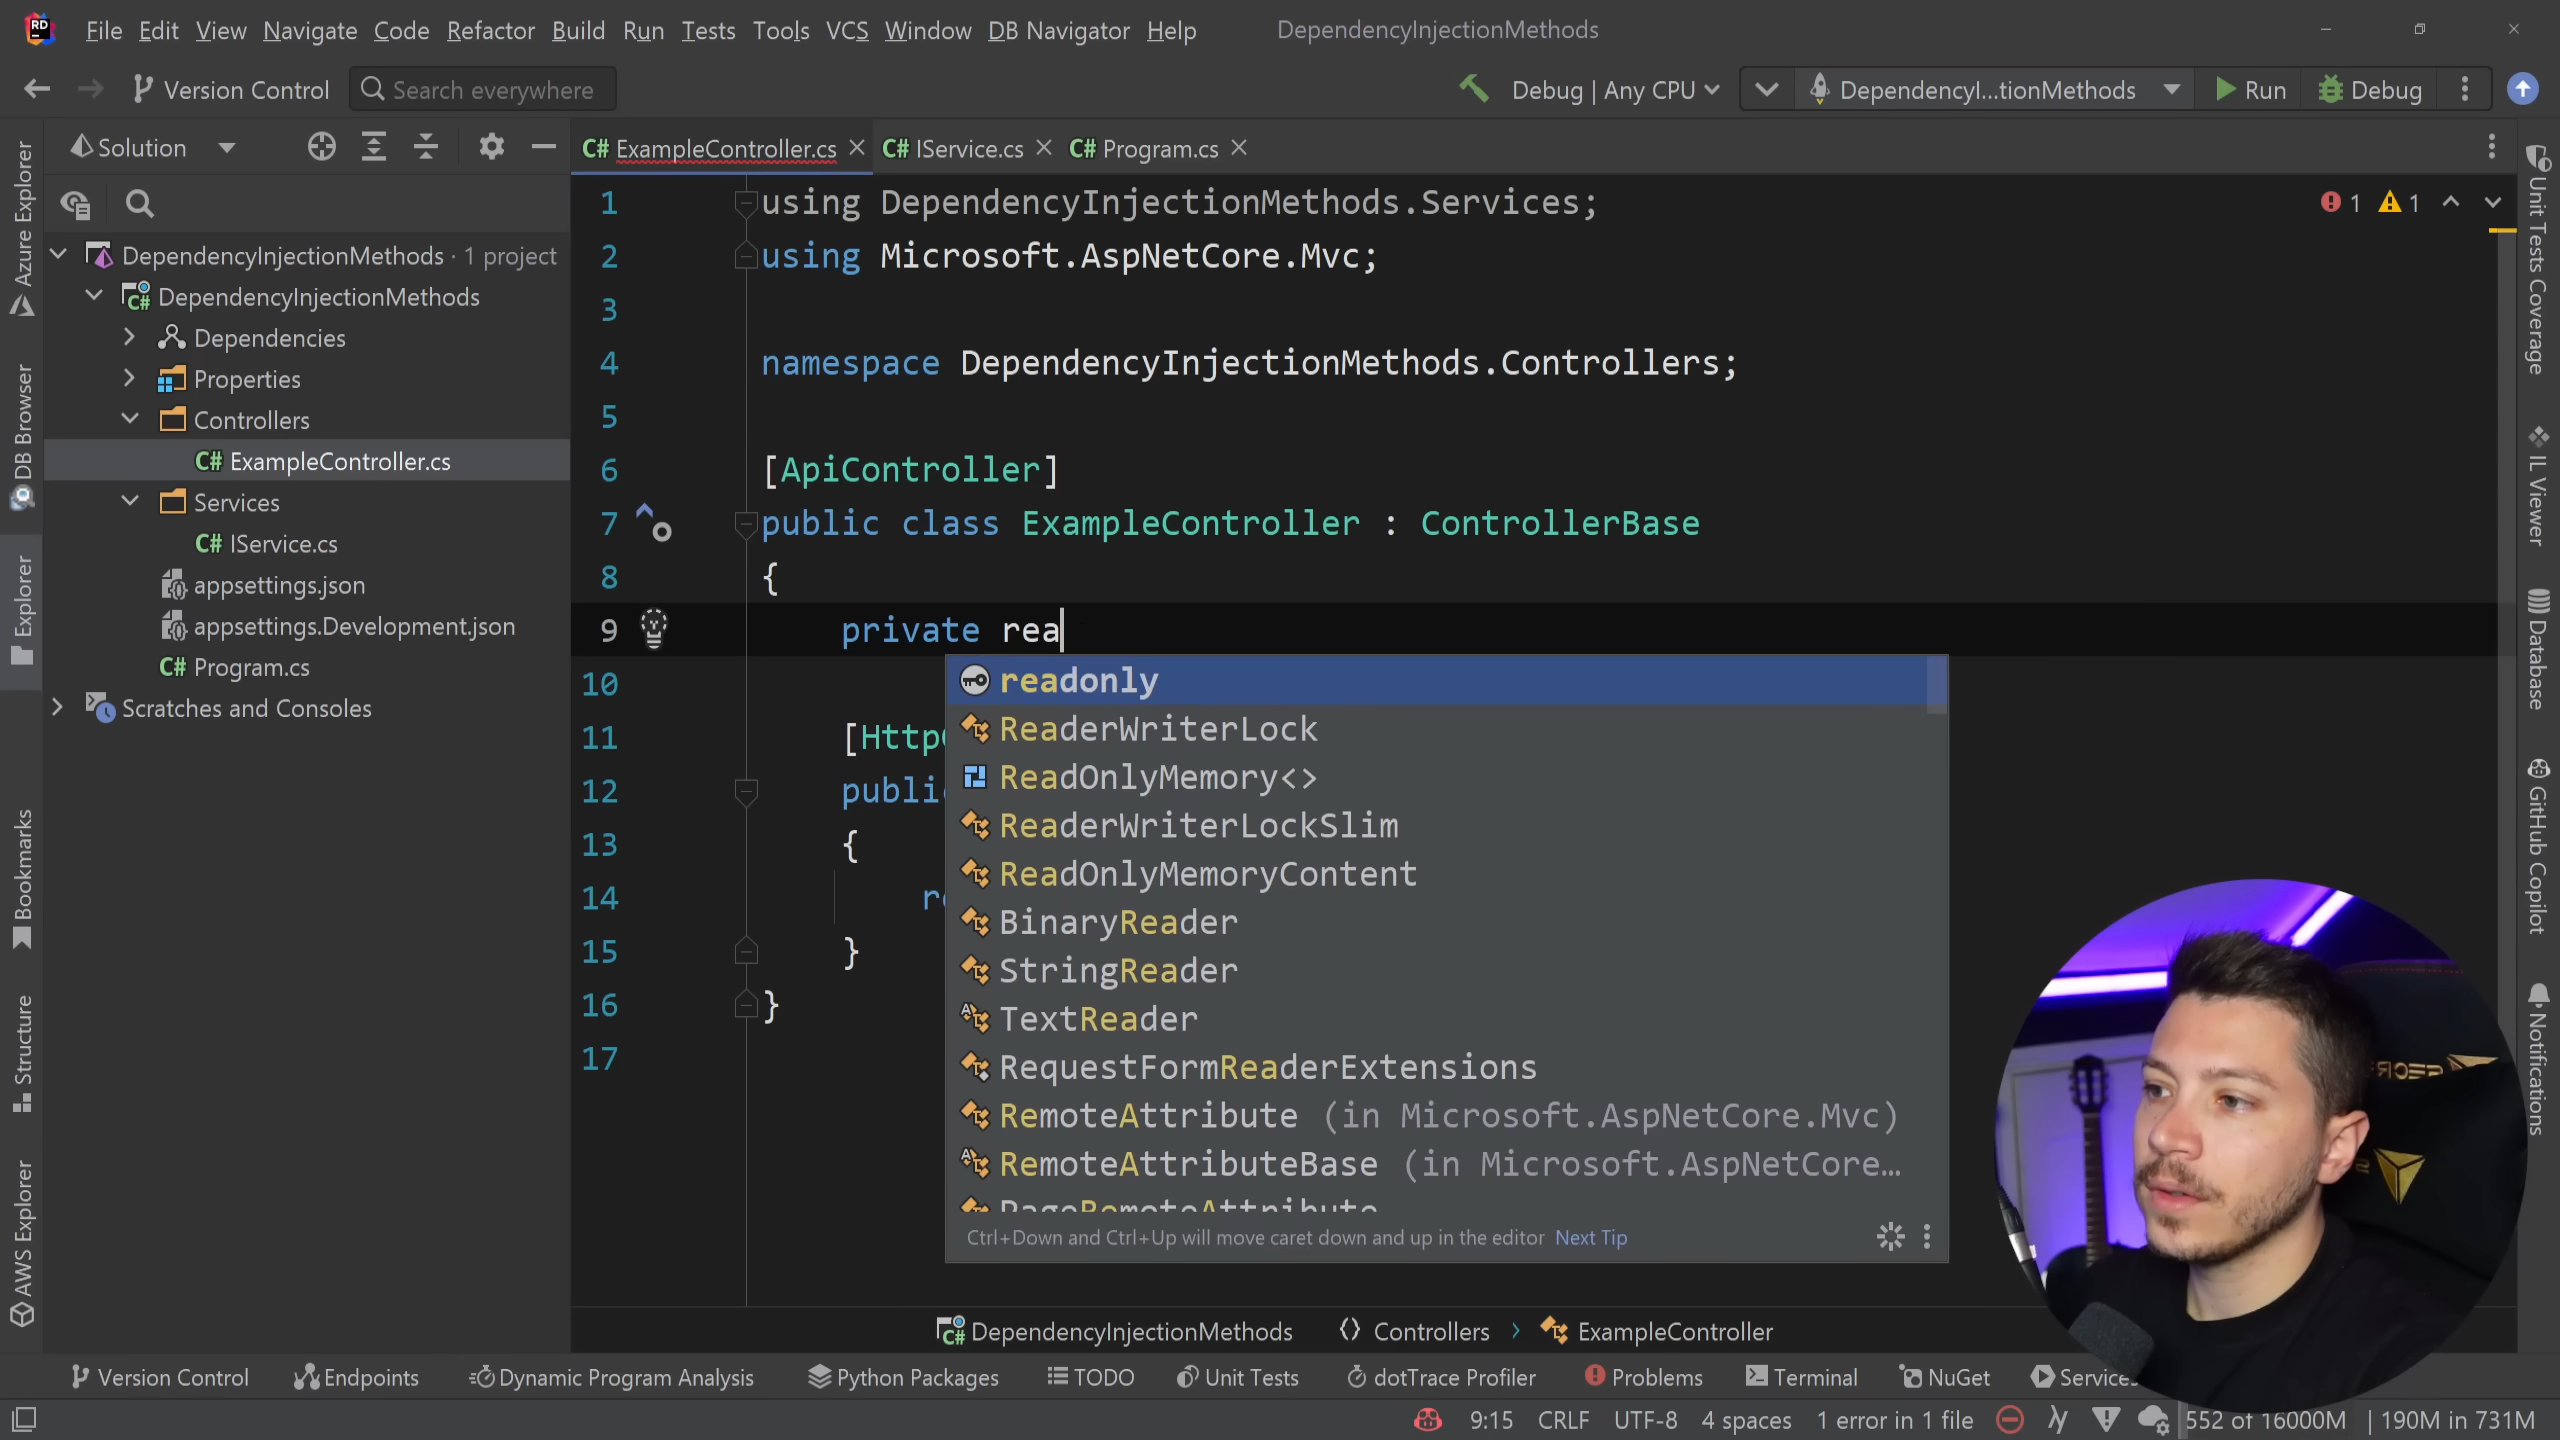 File Edit View Navigate Code Refactor Build Run Tests Tools VCS Window DB Navigator Help DependencyInjectionMethods
Version Control Search everywhere Debug | Any CPU DependencyI...tionMethods Run Debug
Solution
ExampleController.cs IService.cs Program.cs
DependencyInjectionMethods · 1 project
DependencyInjectionMethods
Dependencies
Properties
Controllers
C# ExampleController.cs
Services
C# IService.cs
appsettings.json
appsettings.Development.json
C# Program.cs
Scratches and Consoles
Azure Explorer
DB Browser
Explorer
Bookmarks
Structure
AWS Explorer
1 using DependencyInjectionMethods.Services;
1 1
2 using Microsoft.AspNetCore.Mvc;
3
4 namespace DependencyInjectionMethods.Controllers;
5
6 [ApiController]
7 public class ExampleController : ControllerBase
8 {
9 private rea
10
11 [Http
12 public
13 {
14 re
15 }
16 }
17
readonly
ReaderWriterLock
ReadOnlyMemory<>
ReaderWriterLockSlim
ReadOnlyMemoryContent
BinaryReader
StringReader
TextReader
RequestFormReaderExtensions
RemoteAttribute (in Microsoft.AspNetCore.Mvc)
RemoteAttributeBase (in Microsoft.AspNetCore…
PageRemoteAttribute
Ctrl+Down and Ctrl+Up will move caret down and up in the editor Next Tip
Unit Tests Coverage
IL Viewer
Database
GitHub Copilot
Notifications
DependencyInjectionMethods Controllers ExampleController
Version Control Endpoints Dynamic Program Analysis Python Packages TODO Unit Tests dotTrace Profiler Problems Terminal NuGet Services
9:15 CRLF UTF-8 4 spaces 1 error in 1 file 552 of 16000M | 190M in 731M